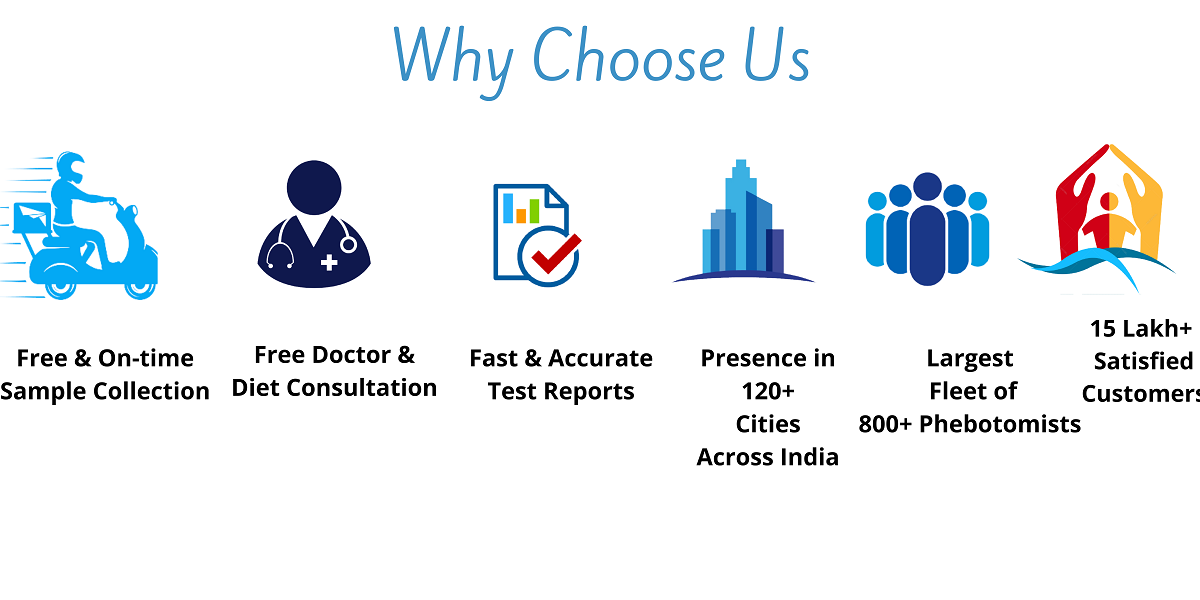 Why Choose Us
Free & On-time
Sample Collection
Free Doctor &
Diet Consultation
Fast & Accurate
Test Reports
Presence in
120+
Cities
Across India
Largest
Fleet of
800+ Phebotomists
15 Lakh+
Satisfied
Customers